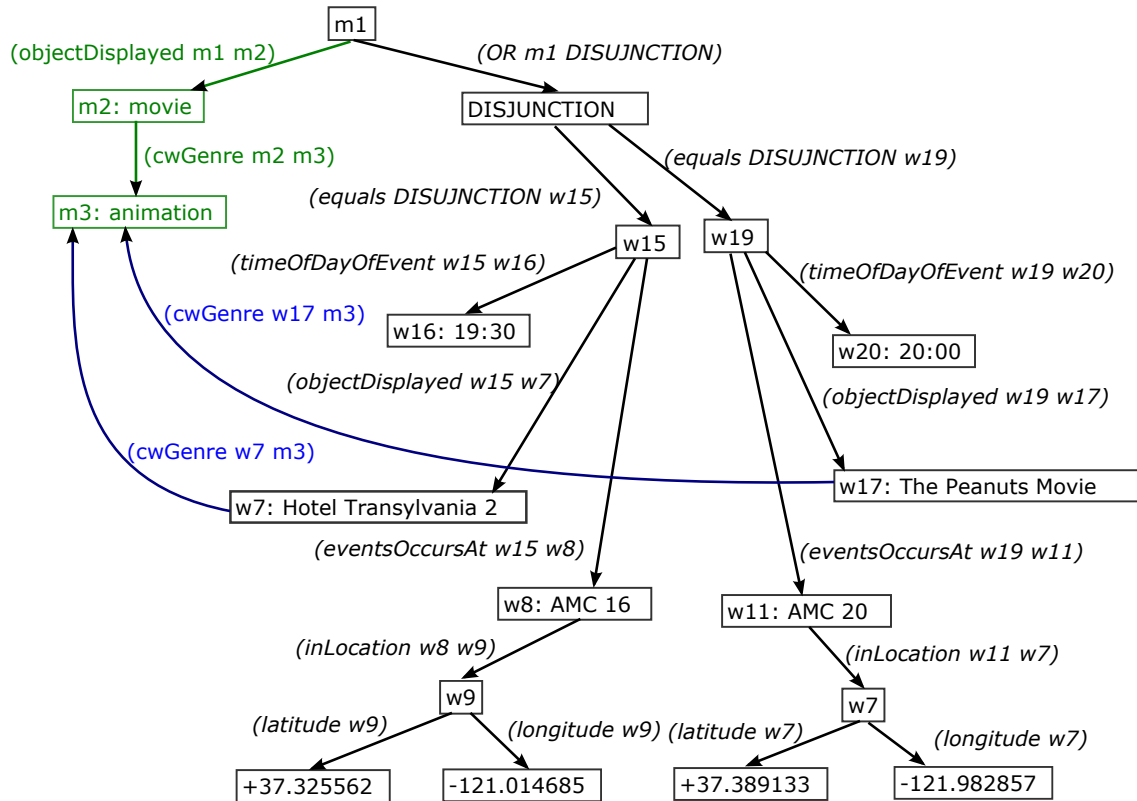 m1
(objectDisplayed m1 m2)
(OR m1 DISUJNCTION)
m2: movie
DISJUNCTION
(cwGenre m2 m3)
(equals DISUJNCTION w19)
(equals DISUJNCTION w15)
m3: animation
w15
w19
(timeOfDayOfEvent w15 w16)
(timeOfDayOfEvent w19 w20)
(cwGenre w17 m3)
w16: 19:30
w20: 20:00
(objectDisplayed w15 w7)
(objectDisplayed w19 w17)
(cwGenre w7 m3)
w17: The Peanuts Movie
w7: Hotel Transylvania 2
(eventsOccursAt w15 w8)
(eventsOccursAt w19 w11)
w8: AMC 16
w11: AMC 20
(inLocation w8 w9)
(inLocation w11 w7)
w9
w7
(latitude w9)
(longitude w9)
(latitude w7)
(longitude w7)
+37.325562
-121.014685
+37.389133
-121.982857